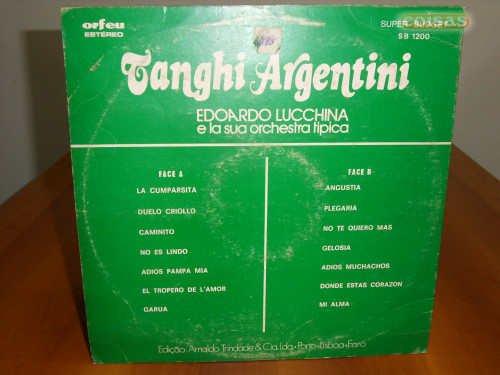 orfeu
ESTÉREO
SUPER BUDGET
SB 1200
coisas
Tanghi Argentini
EDOARDO LUCCHINA
e la sua orchestra tipica
FACE A
LA CUMPARSITA
DUELO CRIOLLO
CAMINITO
NO ES LINDO
ADIOS PAMPA MIA
EL TROPERO DE L'AMOR
GARUA
FACE B
ANGUSTIA
PLEGARIA
NO TE QUIERO MAS
GELOSIA
ADIOS MUCHACHOS
DONDE ESTAS CORAZON
MI ALMA
Edição Arnaldo Trindade & Cia. Lda • Porto • Lisboa • Faro